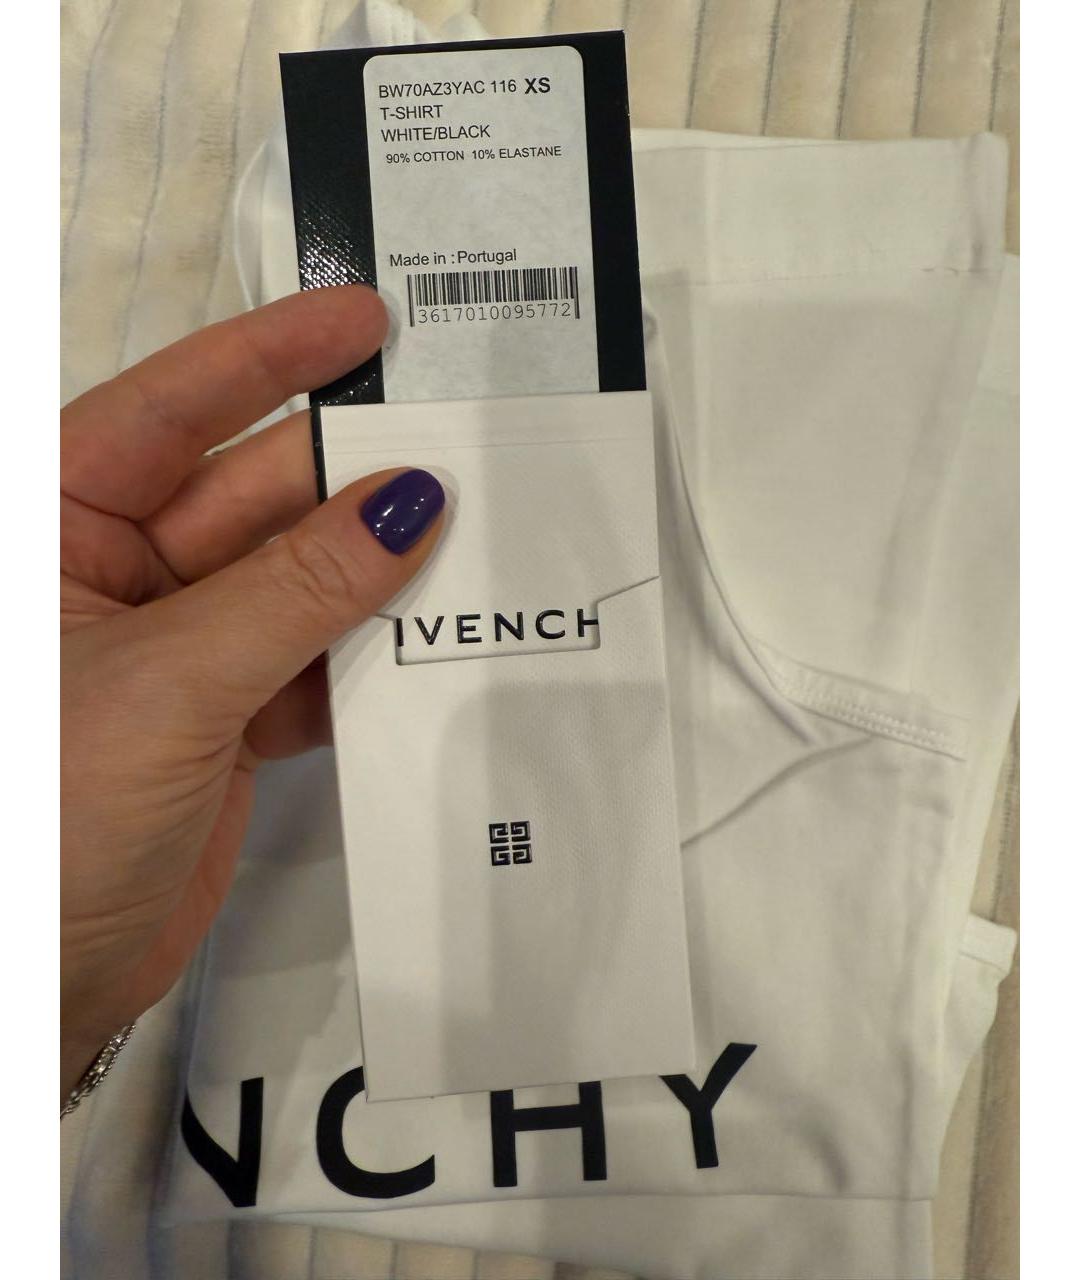 BW70AZ3YAC 116 XS
T-SHIRT
WHITE/BLACK
90% COTTON 10% ELASTANE
Made in : Portugal
3617010095772
IVENCH
NCHY